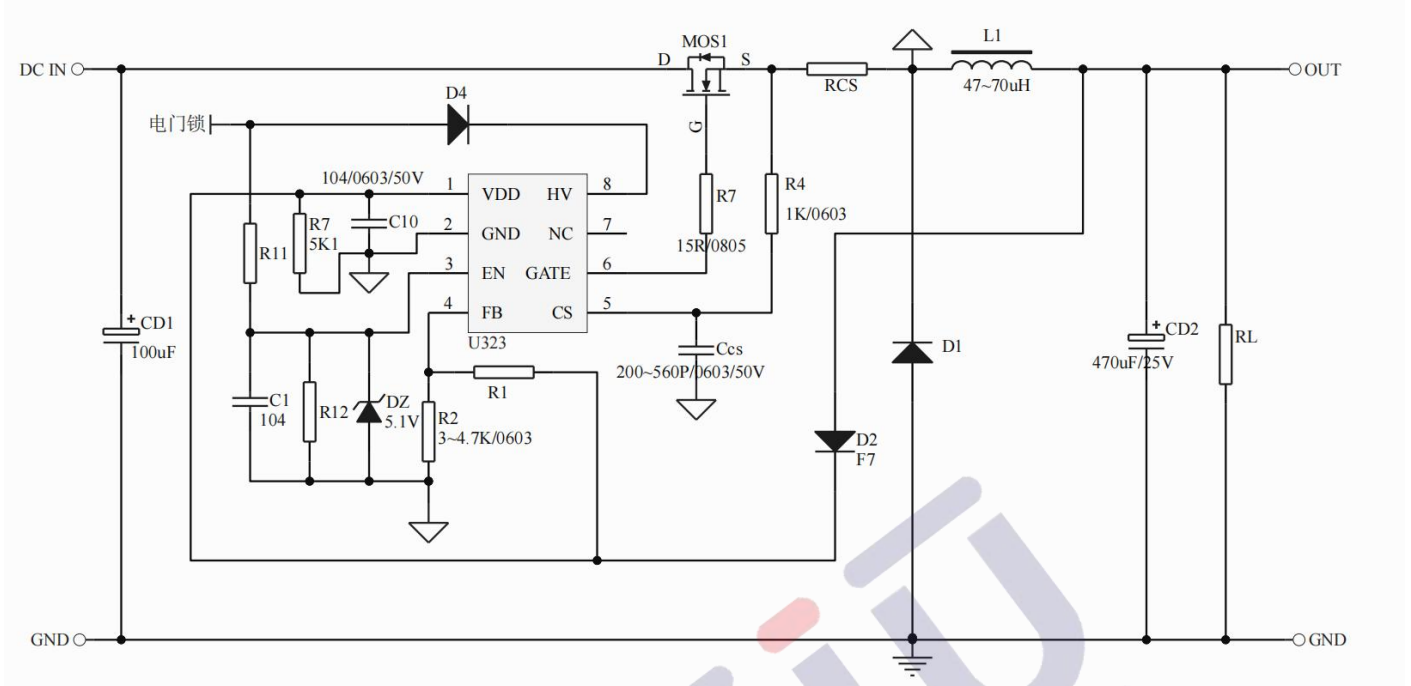 MOS1
L1
DC IN
D
S
OUT
RCS
47~70uH
D4
电门锁
G
104/0603/50V
1
VDD
HV
8
R7
R4
1K/0603
R7
5K1
C10
2
GND
NC
7
15R/0805
R11
3
EN
GATE
6
4
FB
CS
5
CD1
100uF
U323
Ccs
200~560P/0603/50V
D1
CD2
470uF/25V
RL
R1
C1
104
R12
DZ
5.1V
R2
3~4.7K/0603
D2
F7
GND
GND